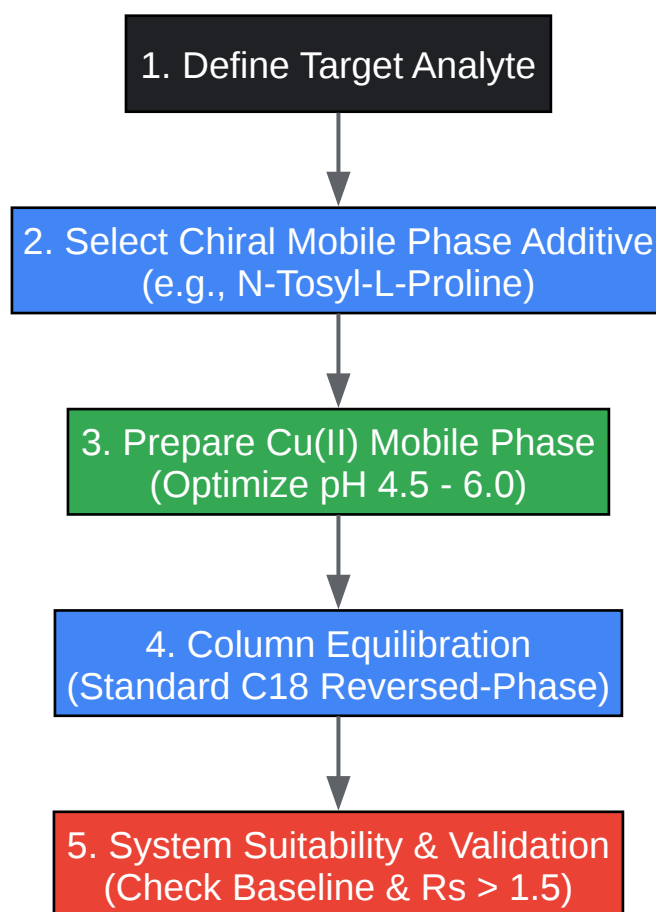 1. Define Target Analyte
2. Select Chiral Mobile Phase Additive
(e.g., N-Tosyl-L-Proline)
3. Prepare Cu(II) Mobile Phase
(Optimize pH 4.5 - 6.0)
4. Column Equilibration
(Standard C18 Reversed-Phase)
5. System Suitability & Validation
(Check Baseline & Rs > 1.5)